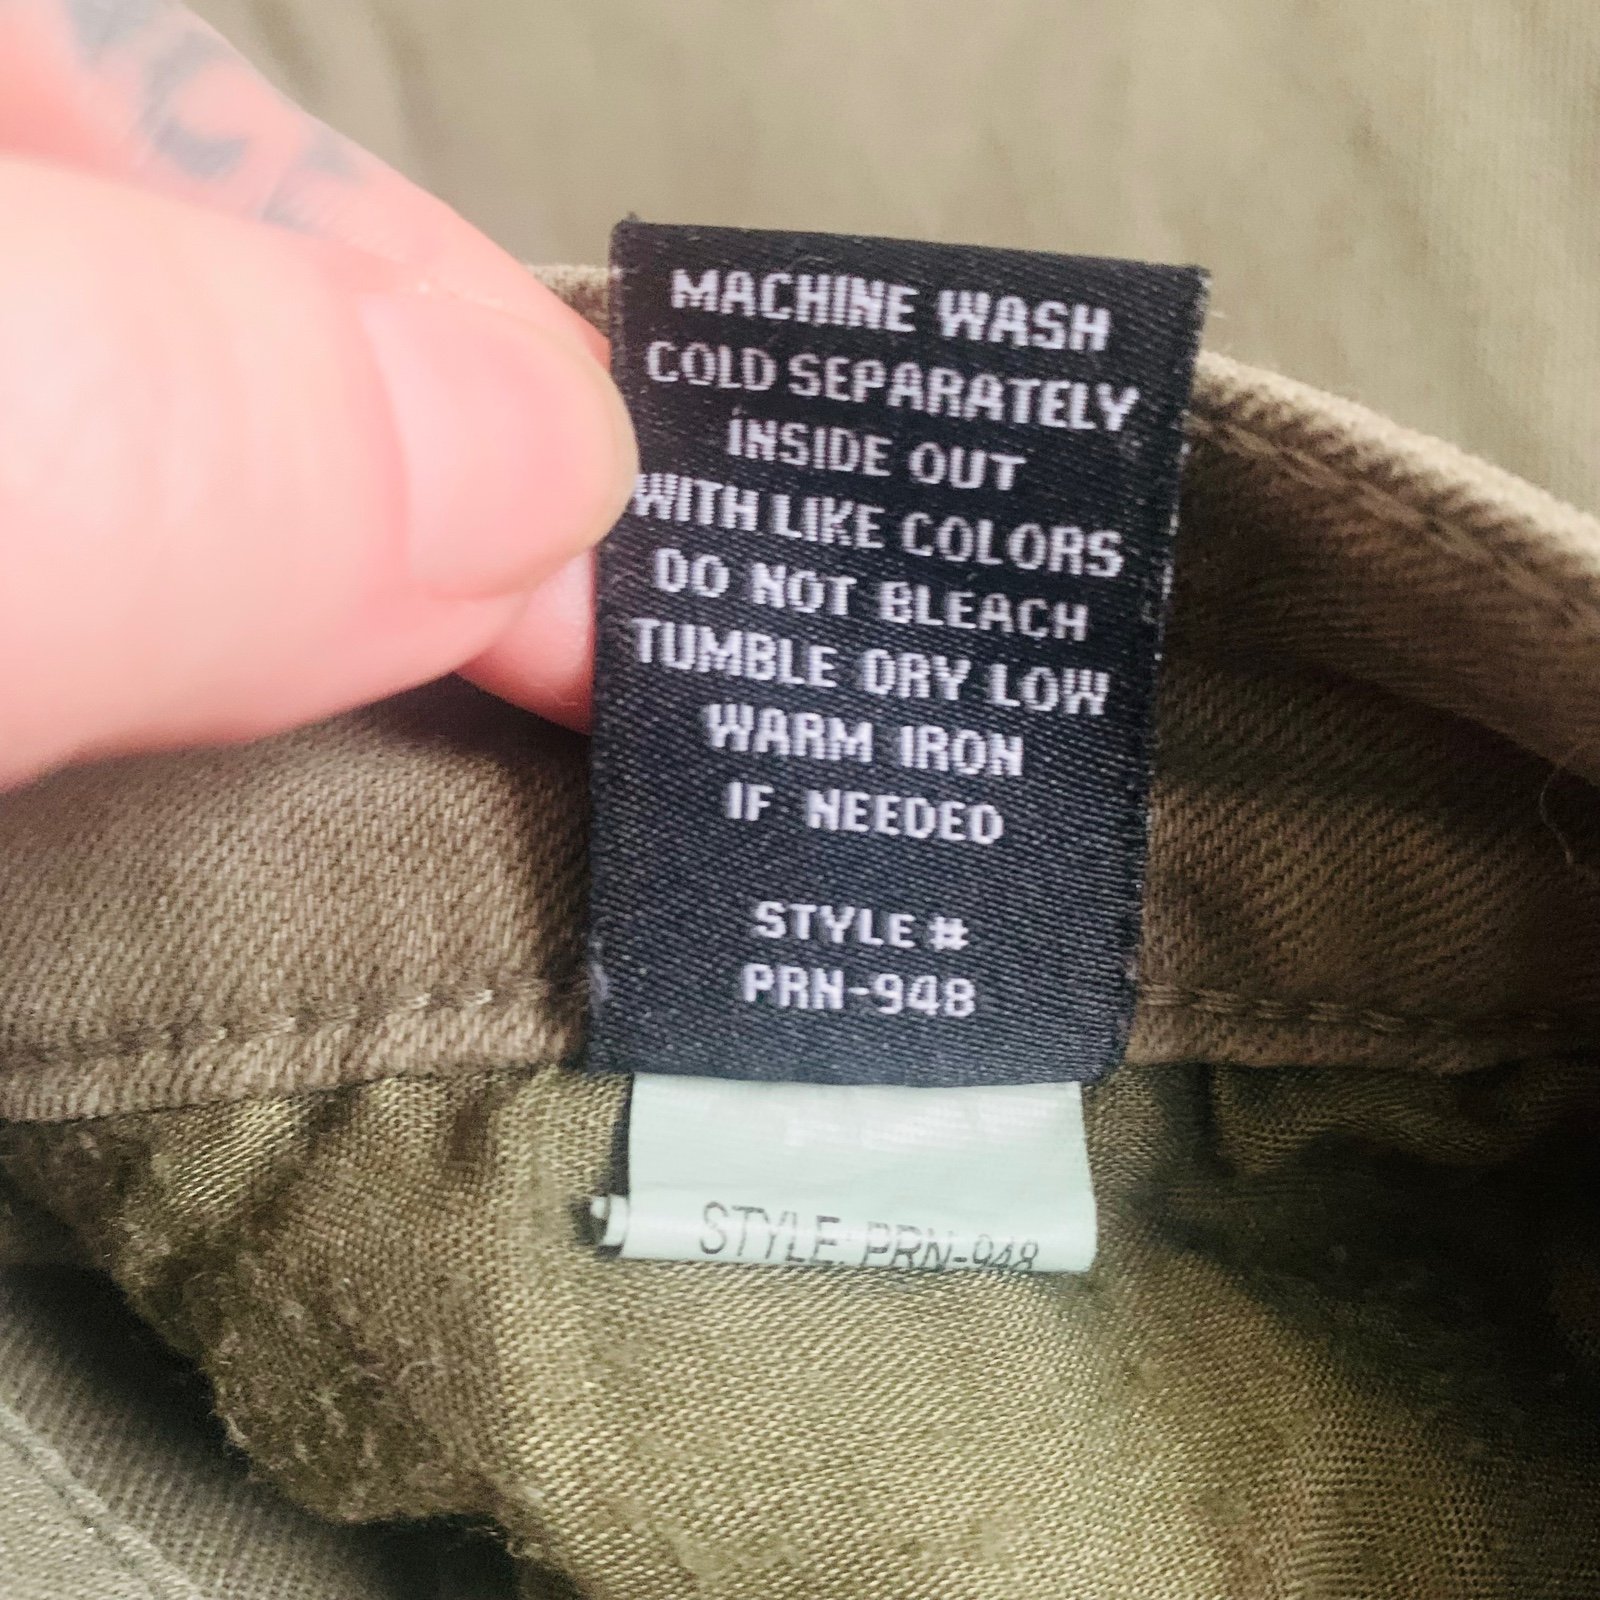 MACHINE WASH
COLD SEPARATELY
INSIDE OUT
WITH LIKE COLORS
DO NOT BLEACH
TUMBLE DRY LOW
WARM IRON
IF NEEDED
STYLE #
PRN-948
STYLE: PRN-948